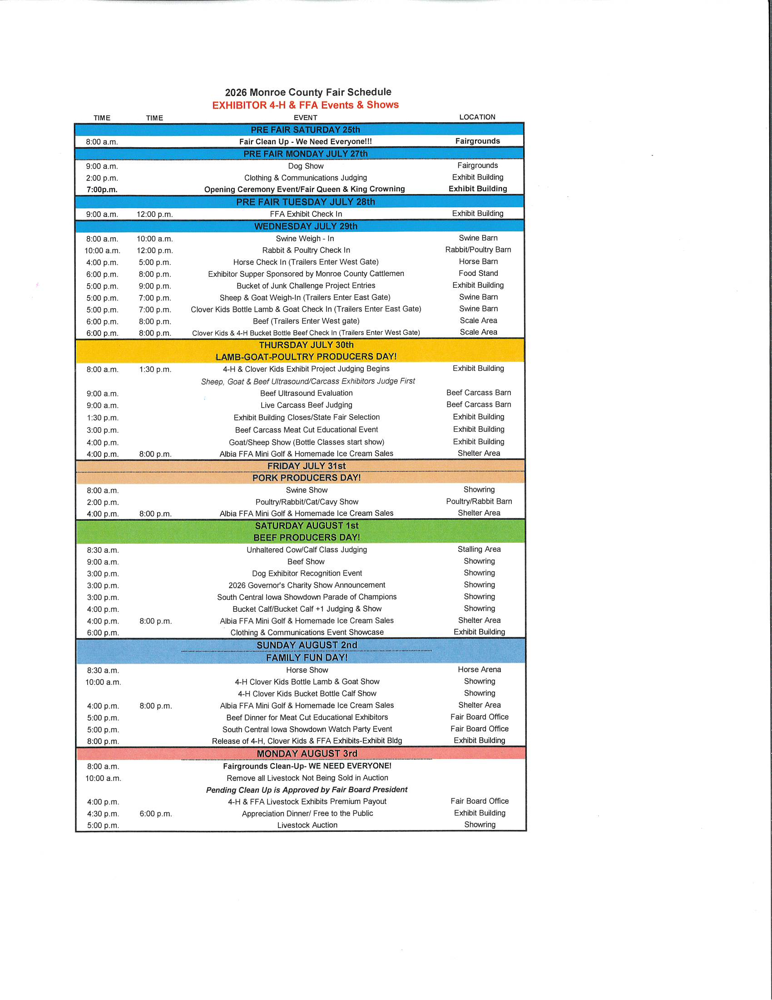 2026 Monroe County Fair Schedule
EXHIBITOR 4-H & FFA Events & Shows
TIME TIME EVENT LOCATION
PRE FAIR SATURDAY 25th
8:00 a.m. Fair Clean Up - We Need Everyone!!! Fairgrounds
PRE FAIR MONDAY JULY 27th
9:00 a.m. Dog Show Fairgrounds
2:00 p.m. Clothing & Communications Judging Exhibit Building
7:00p.m. Opening Ceremony Event/Fair Queen & King Crowning Exhibit Building
PRE FAIR TUESDAY JULY 28th
9:00 a.m. 12:00 p.m. FFA Exhibit Check In Exhibit Building
WEDNESDAY JULY 29th
8:00 a.m. 10:00 a.m. Swine Weigh - In Swine Barn
10:00 a.m. 12:00 p.m. Rabbit & Poultry Check In Rabbit/Poultry Barn
4:00 p.m. 5:00 p.m. Horse Check In (Trailers Enter West Gate) Horse Barn
6:00 p.m. 8:00 p.m. Exhibitor Supper Sponsored by Monroe County Cattlemen Food Stand
5:00 p.m. 9:00 p.m. Bucket of Junk Challenge Project Entries Exhibit Building
5:00 p.m. 7:00 p.m. Sheep & Goat Weigh-In (Trailers Enter East Gate) Swine Barn
5:00 p.m. 7:00 p.m. Clover Kids Bottle Lamb & Goat Check In (Trailers Enter East Gate) Swine Barn
6:00 p.m. 8:00 p.m. Beef (Trailers Enter West gate) Scale Area
6:00 p.m. 8:00 p.m. Clover Kids & 4-H Bucket Bottle Beef Check In (Trailers Enter West Gate) Scale Area
THURSDAY JULY 30th
LAMB-GOAT-POULTRY PRODUCERS DAY!
8:00 a.m. 1:30 p.m. 4-H & Clover Kids Exhibit Project Judging Begins Exhibit Building
Sheep, Goat & Beef Ultrasound/Carcass Exhibitors Judge First
9:00 a.m. Beef Ultrasound Evaluation Beef Carcass Barn
9:00 a.m. Live Carcass Beef Judging Beef Carcass Barn
1:30 p.m. Exhibit Building Closes/State Fair Selection Exhibit Building
3:00 p.m. Beef Carcass Meat Cut Educational Event Exhibit Building
4:00 p.m. Goat/Sheep Show (Bottle Classes start show) Exhibit Building
4:00 p.m. 8:00 p.m. Albia FFA Mini Golf & Homemade Ice Cream Sales Shelter Area
FRIDAY JULY 31st
PORK PRODUCERS DAY!
8:00 a.m. Swine Show Showring
2:00 p.m. Poultry/Rabbit/Cat/Cavy Show Poultry/Rabbit Barn
4:00 p.m. 8:00 p.m. Albia FFA Mini Golf & Homemade Ice Cream Sales Shelter Area
SATURDAY AUGUST 1st
BEEF PRODUCERS DAY!
8:30 a.m. Unhaltered Cow/Calf Class Judging Stalling Area
9:00 a.m. Beef Show Showring
3:00 p.m. Dog Exhibitor Recognition Event Showring
3:00 p.m. 2026 Governor's Charity Show Announcement Showring
3:00 p.m. South Central Iowa Showdown Parade of Champions Showring
4:00 p.m. Bucket Calf/Bucket Calf +1 Judging & Show Showring
4:00 p.m. 8:00 p.m. Albia FFA Mini Golf & Homemade Ice Cream Sales Shelter Area
6:00 p.m. Clothing & Communications Event Showcase Exhibit Building
SUNDAY AUGUST 2nd
FAMILY FUN DAY!
8:30 a.m. Horse Show Horse Arena
10:00 a.m. 4-H Clover Kids Bottle Lamb & Goat Show Showring
4-H Clover Kids Bucket Bottle Calf Show Showring
4:00 p.m. 8:00 p.m. Albia FFA Mini Golf & Homemade Ice Cream Sales Shelter Area
5:00 p.m. Beef Dinner for Meat Cut Educational Exhibitors Fair Board Office
5:00 p.m. South Central Iowa Showdown Watch Party Event Fair Board Office
8:00 p.m. Release of 4-H, Clover Kids & FFA Exhibits-Exhibit Bldg Exhibit Building
MONDAY AUGUST 3rd
8:00 a.m. Fairgrounds Clean-Up- WE NEED EVERYONE!
10:00 a.m. Remove all Livestock Not Being Sold in Auction
Pending Clean Up is Approved by Fair Board President
4:00 p.m. 4-H & FFA Livestock Exhibits Premium Payout Fair Board Office
4:30 p.m. 6:00 p.m. Appreciation Dinner/ Free to the Public Exhibit Building
5:00 p.m. Livestock Auction Showring